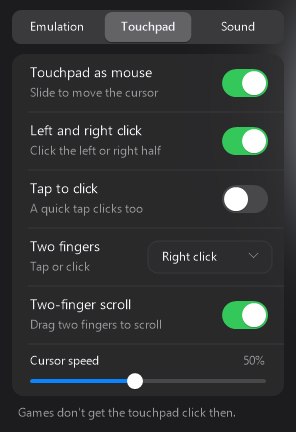 Emulation Touchpad Sound
Touchpad as mouse
Slide to move the cursor
Left and right click
Click the left or right half
Tap to click
A quick tap clicks too
Two fingers
Tap or click
Right click
Two-finger scroll
Drag two fingers to scroll
Cursor speed 50%
Games don't get the touchpad click then.